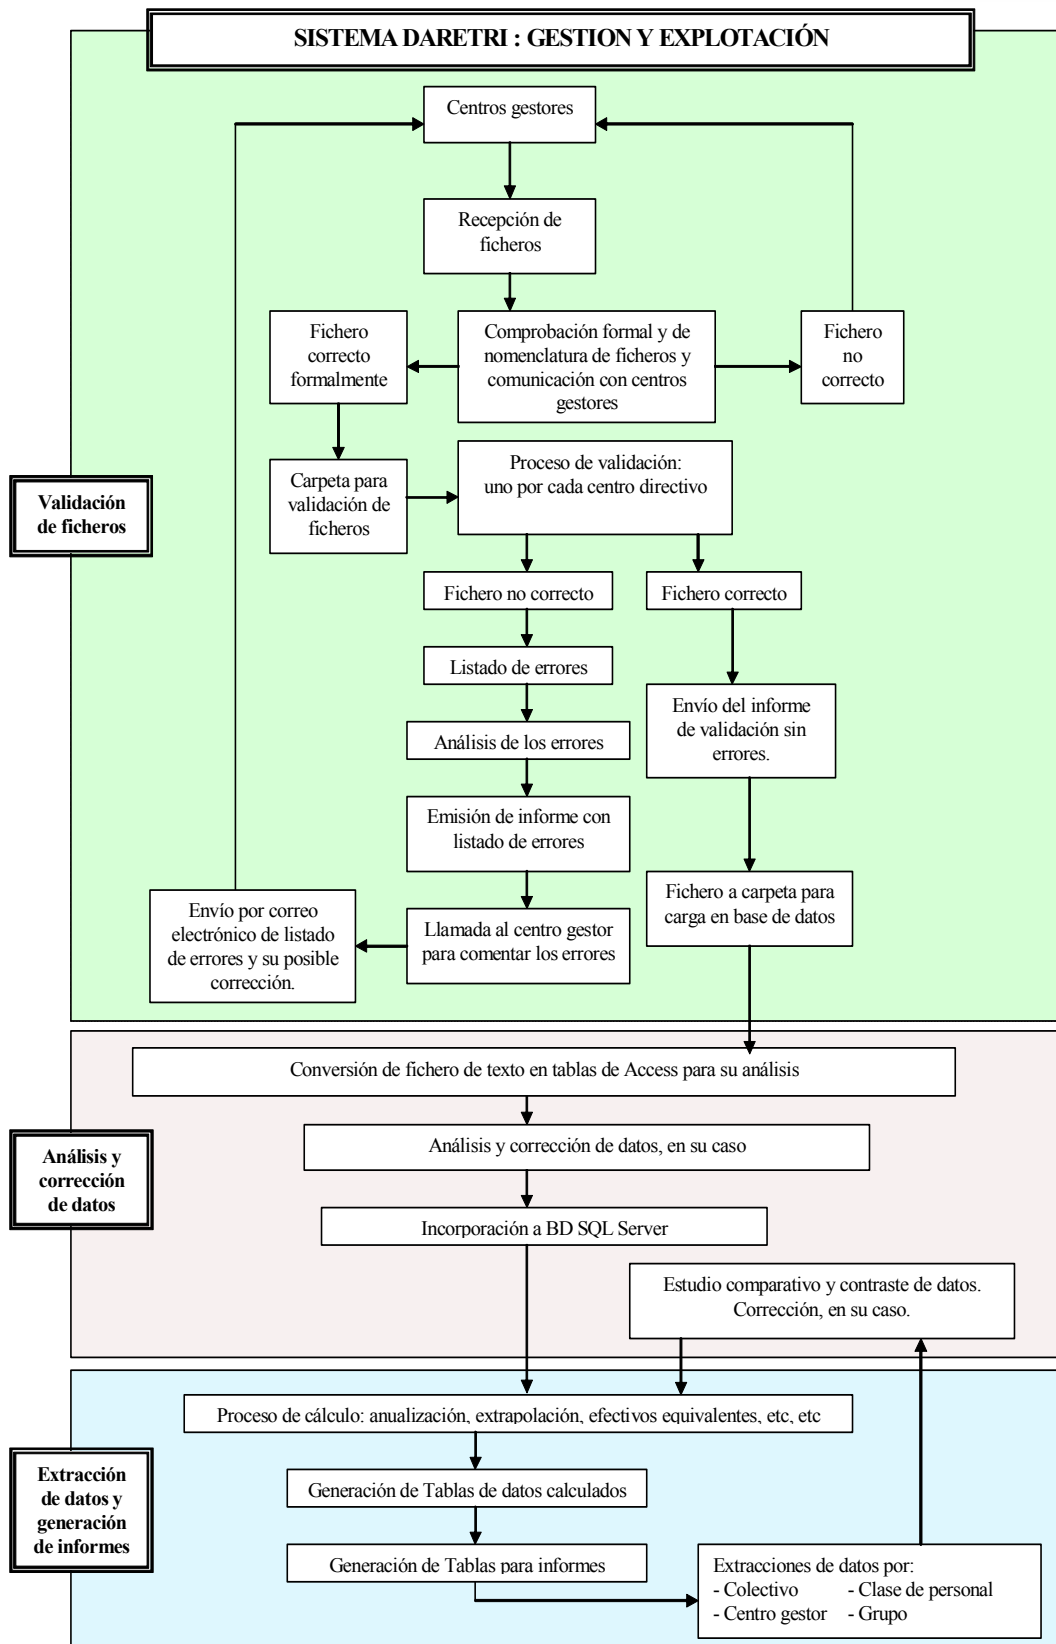 SISTEMA DARETRI : GESTION Y EXPLOTACIÓN
Centros gestores
Recepción de
ficheros
Fichero
correcto
formalmente
Comprobación formal y de
nomenclatura de ficheros y
comunicación con centros
gestores
Fichero
no
correcto
Carpeta para
validación de
ficheros
Proceso de validación:
uno por cada centro directivo
Validación
de ficheros
Fichero no correcto
Fichero correcto
Listado de errores
Envío del informe
de validación sin
errores.
Análisis de los errores
Emisión de informe con
listado de errores
Fichero a carpeta para
carga en base de datos
Envío por correo
electrónico de listado
de errores y su posible
corrección.
Llamada al centro gestor
para comentar los errores
Conversión de fichero de texto en tablas de Access para su análisis
Análisis y
corrección
de datos
Análisis y corrección de datos, en su caso
Incorporación a BD SQL Server
Estudio comparativo y contraste de datos.
Corrección, en su caso.
Proceso de cálculo: anualización, extrapolación, efectivos equivalentes, etc, etc
Extracción
de datos y
generación
de informes
Generación de Tablas de datos calculados
Generación de Tablas para informes
Extracciones de datos por:
- Colectivo - Clase de personal
- Centro gestor - Grupo